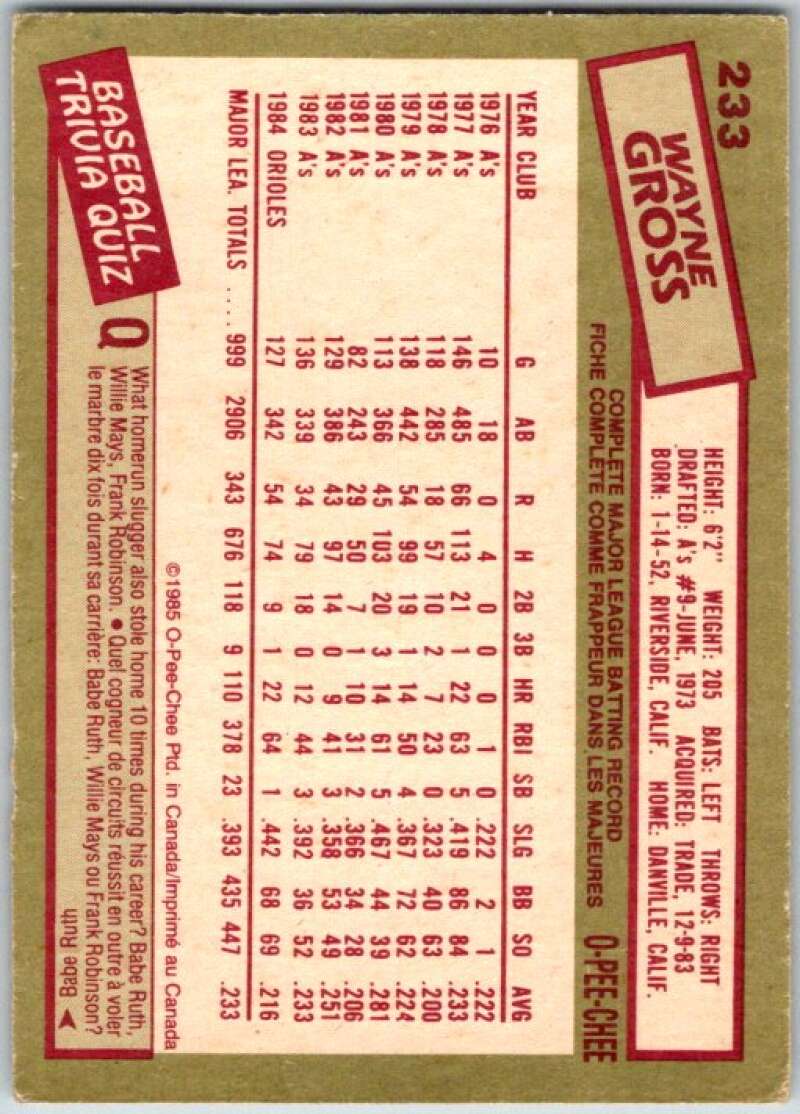 233
WAYNE
GROSS
HEIGHT: 6'2" WEIGHT: 205 BATS: LEFT THROWS: RIGHT
DRAFTED: A's #9-JUNE, 1973 ACQUIRED: TRADE, 12-9-83
BORN: 1-14-52, RIVERSIDE, CALIF. HOME: DANVILLE, CALIF.
COMPLETE MAJOR LEAGUE BATTING RECORD
FICHE COMPLÈTE COMME FRAPPEUR DANS LES MAJEURES
O-PEE-CHEE
YEAR CLUB G AB R H 2B 3B HR RBI SB SLG BB SO AVG
1976 A's 10 18 0 4 0 0 0 1 0 .222 2 1 .222
1977 A's 146 485 66 113 21 1 22 63 5 .419 86 84 .233
1978 A's 118 285 18 57 10 2 7 23 0 .323 40 63 .200
1979 A's 138 442 54 99 19 1 14 50 4 .367 72 62 .224
1980 A's 113 366 45 103 20 3 14 61 5 .467 44 39 .281
1981 A's 82 243 29 50 7 1 10 31 2 .366 34 28 .206
1982 A's 129 386 43 97 14 0 9 41 3 .358 53 49 .251
1983 A's 136 339 34 79 18 0 12 44 3 .392 36 52 .233
1984 ORIOLES 127 342 54 74 9 1 22 64 1 .442 68 69 .216
MAJOR LEA. TOTALS .... 999 2906 343 676 118 9 110 378 23 .393 435 447 .233
©1985 O-Pee-Chee Ptd. in Canada/Imprimé au Canada
BASEBALL
TRIVIA QUIZ
Q
What homerun slugger also stole home 10 times during his career? Babe Ruth,
Willie Mays, Frank Robinson. ● Quel cogneur de circuits réussit en outre à voler
le marbre dix fois durant sa carrière: Babe Ruth, Willie Mays ou Frank Robinson?
Babe Ruth